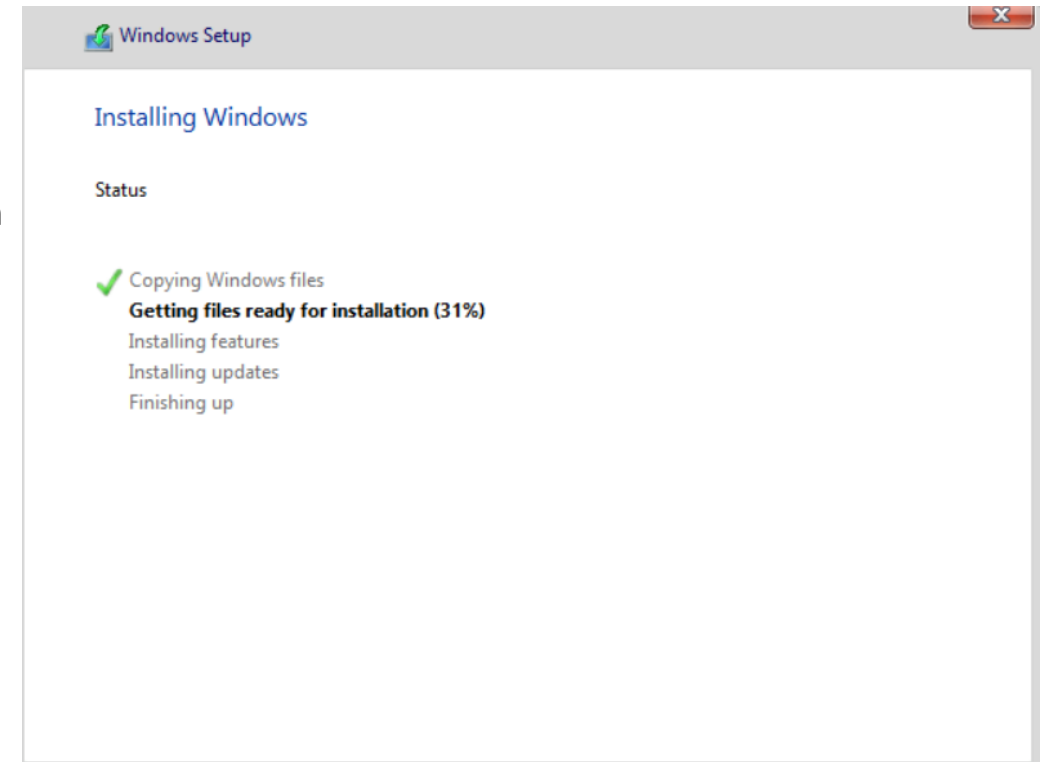 Windows Setup
Installing Windows
Status
Copying Windows files
Getting files ready for installation (31%)
Installing features
Installing updates
Finishing up